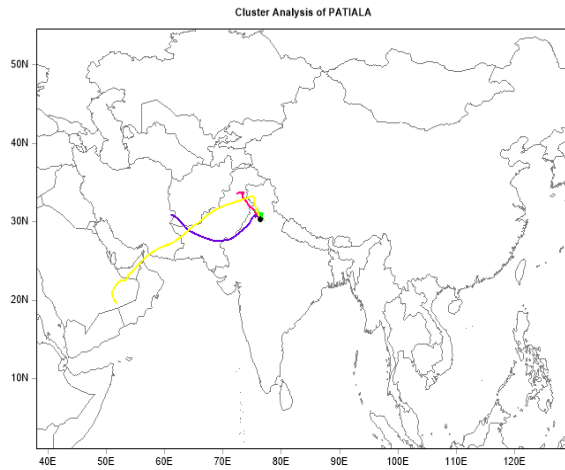 Cluster Analysis of PATIALA
50N
40N
30N
20N
10N
40E 50E 60E 70E 80E 90E 100E 110E 120E